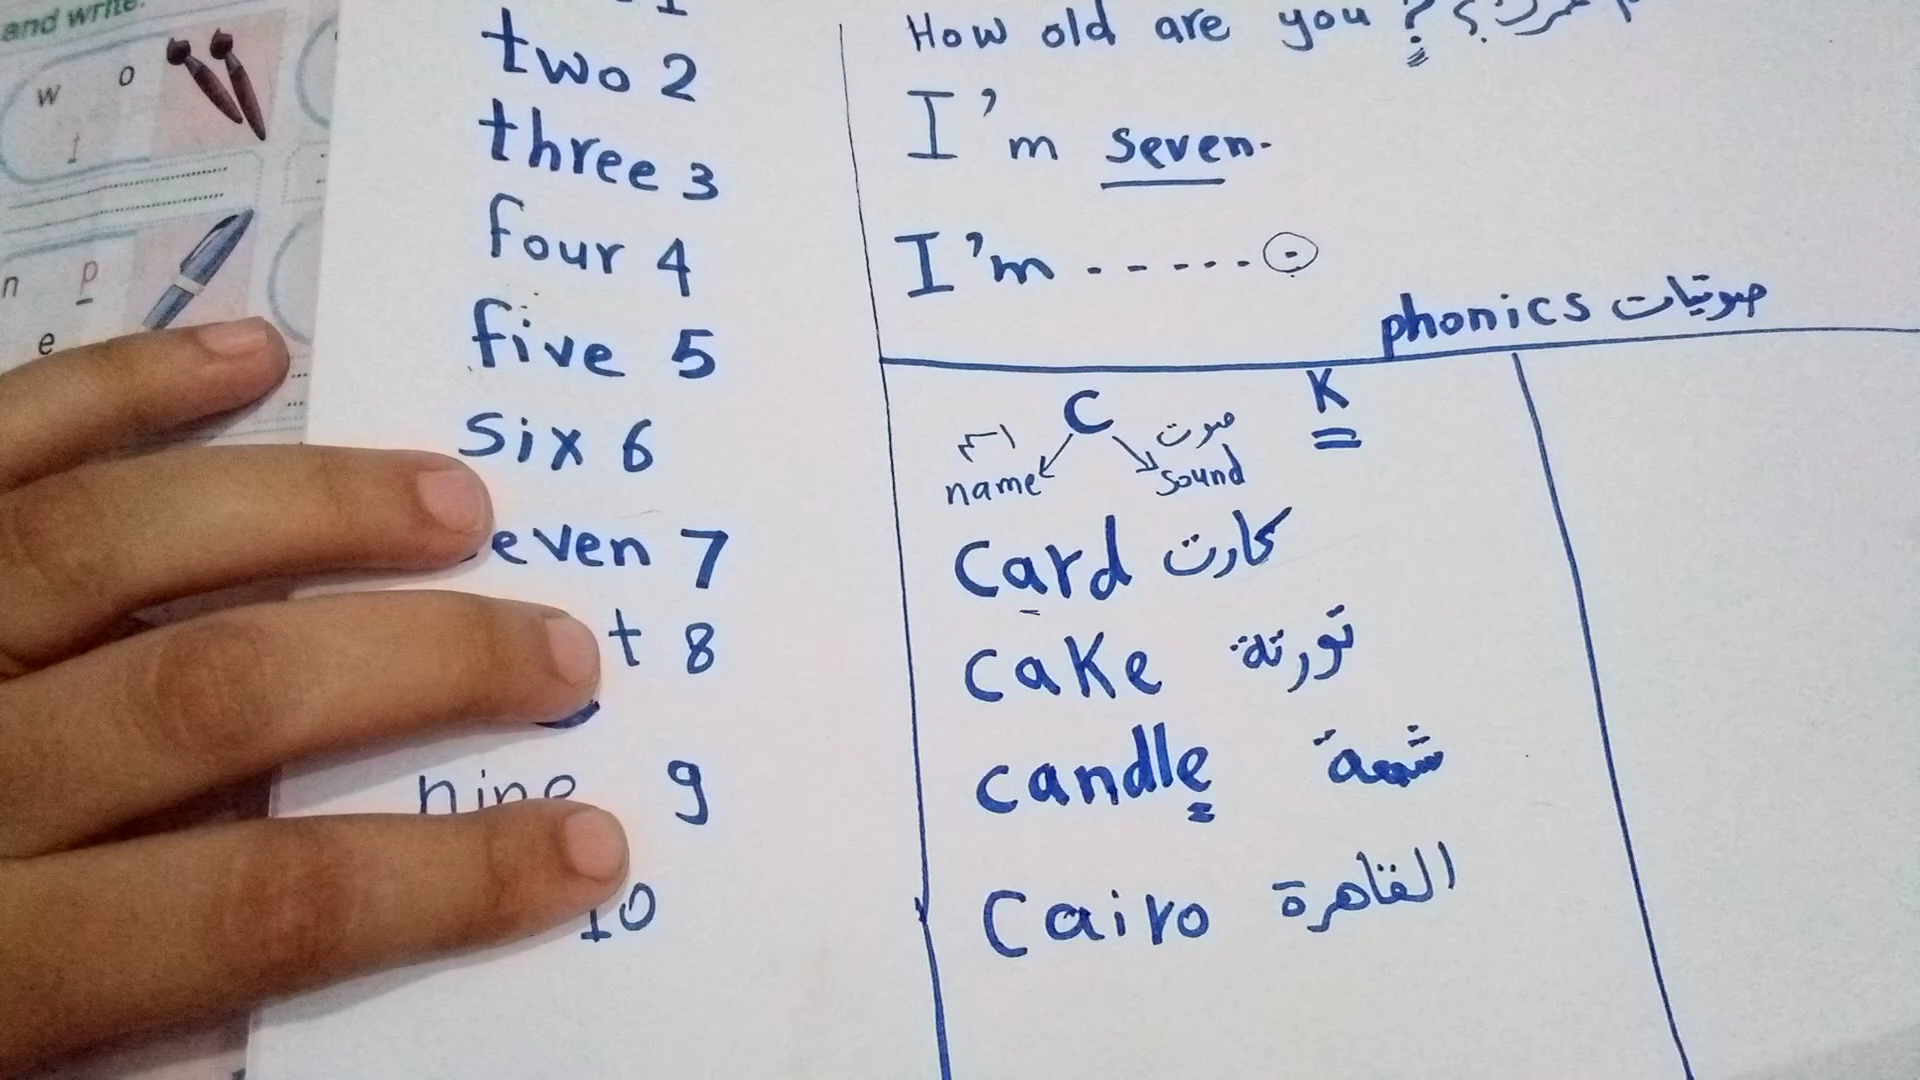 and write.
w o
t
n p
e
two 2
three 3
four 4
five 5
six 6
even 7
t 8
nine 9
10
How old are you ? ؟
I'm seven.
I'm ...... .
phonics صوتيات
C K
اسم صوت
name sound
card كارت
cake تورتة
candle شمعة
Cairo القاهرة